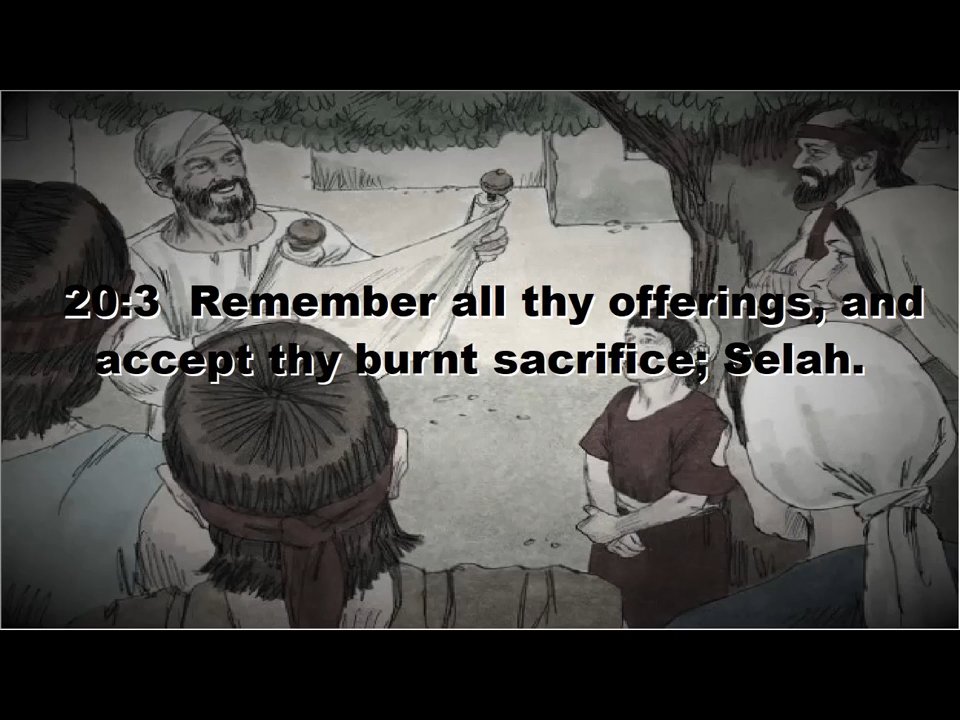 20:3 Remember all thy offerings, and
accept thy burnt sacrifice; Selah.